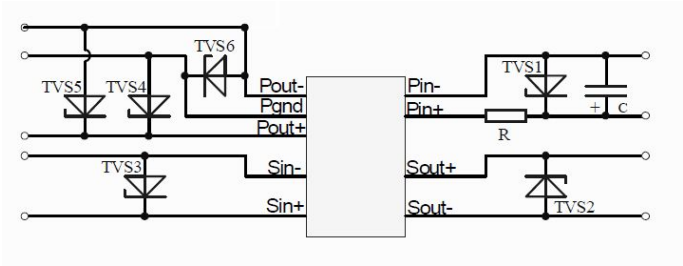 TVS6
TVS1
TVS5 TVS4
Pout-
Pin-
Pgnd
Pin+
+ C
Pout+
R
TVS3
Sin-
Sout+
Sin+
Sout-
TVS2